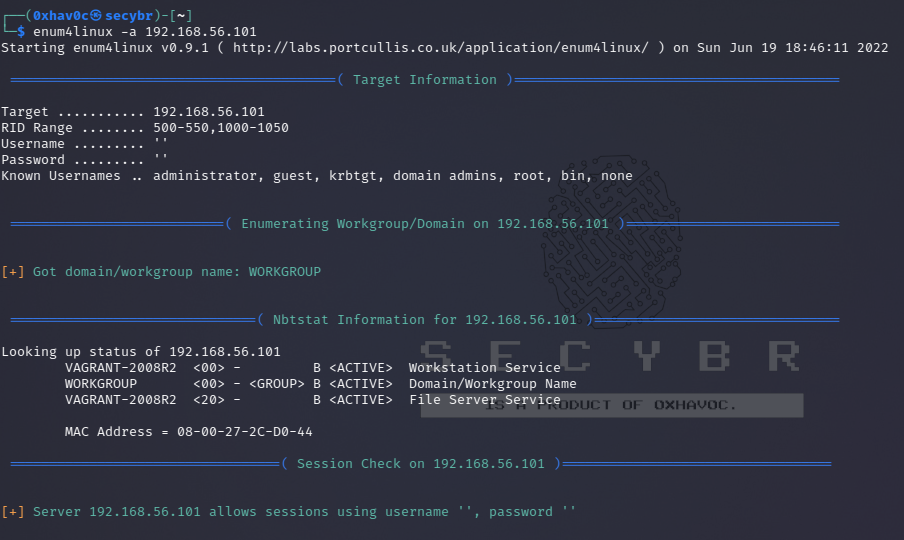 ┌──(0xhav0c㉿secybr)-[~]
└─$ enum4linux -a 192.168.56.101
Starting enum4linux v0.9.1 ( http://labs.portcullis.co.uk/application/enum4linux/ ) on Sun Jun 19 18:46:11 2022
=========================================( Target Information )=========================================
Target ........... 192.168.56.101
RID Range ........ 500-550,1000-1050
Username ......... ''
Password ......... ''
Known Usernames .. administrator, guest, krbtgt, domain admins, root, bin, none
===========================( Enumerating Workgroup/Domain on 192.168.56.101 )===========================
[+] Got domain/workgroup name: WORKGROUP
===============================( Nbtstat Information for 192.168.56.101 )===============================
Looking up status of 192.168.56.101
VAGRANT-2008R2  <00> -         B <ACTIVE>  Workstation Service
WORKGROUP       <00> - <GROUP> B <ACTIVE>  Domain/Workgroup Name
VAGRANT-2008R2  <20> -         B <ACTIVE>  File Server Service
SECYBR
IS A PRODUCT OF 0XHAV0C.
MAC Address = 08-00-27-2C-D0-44
==================================( Session Check on 192.168.56.101 )==================================
[+] Server 192.168.56.101 allows sessions using username '', password ''